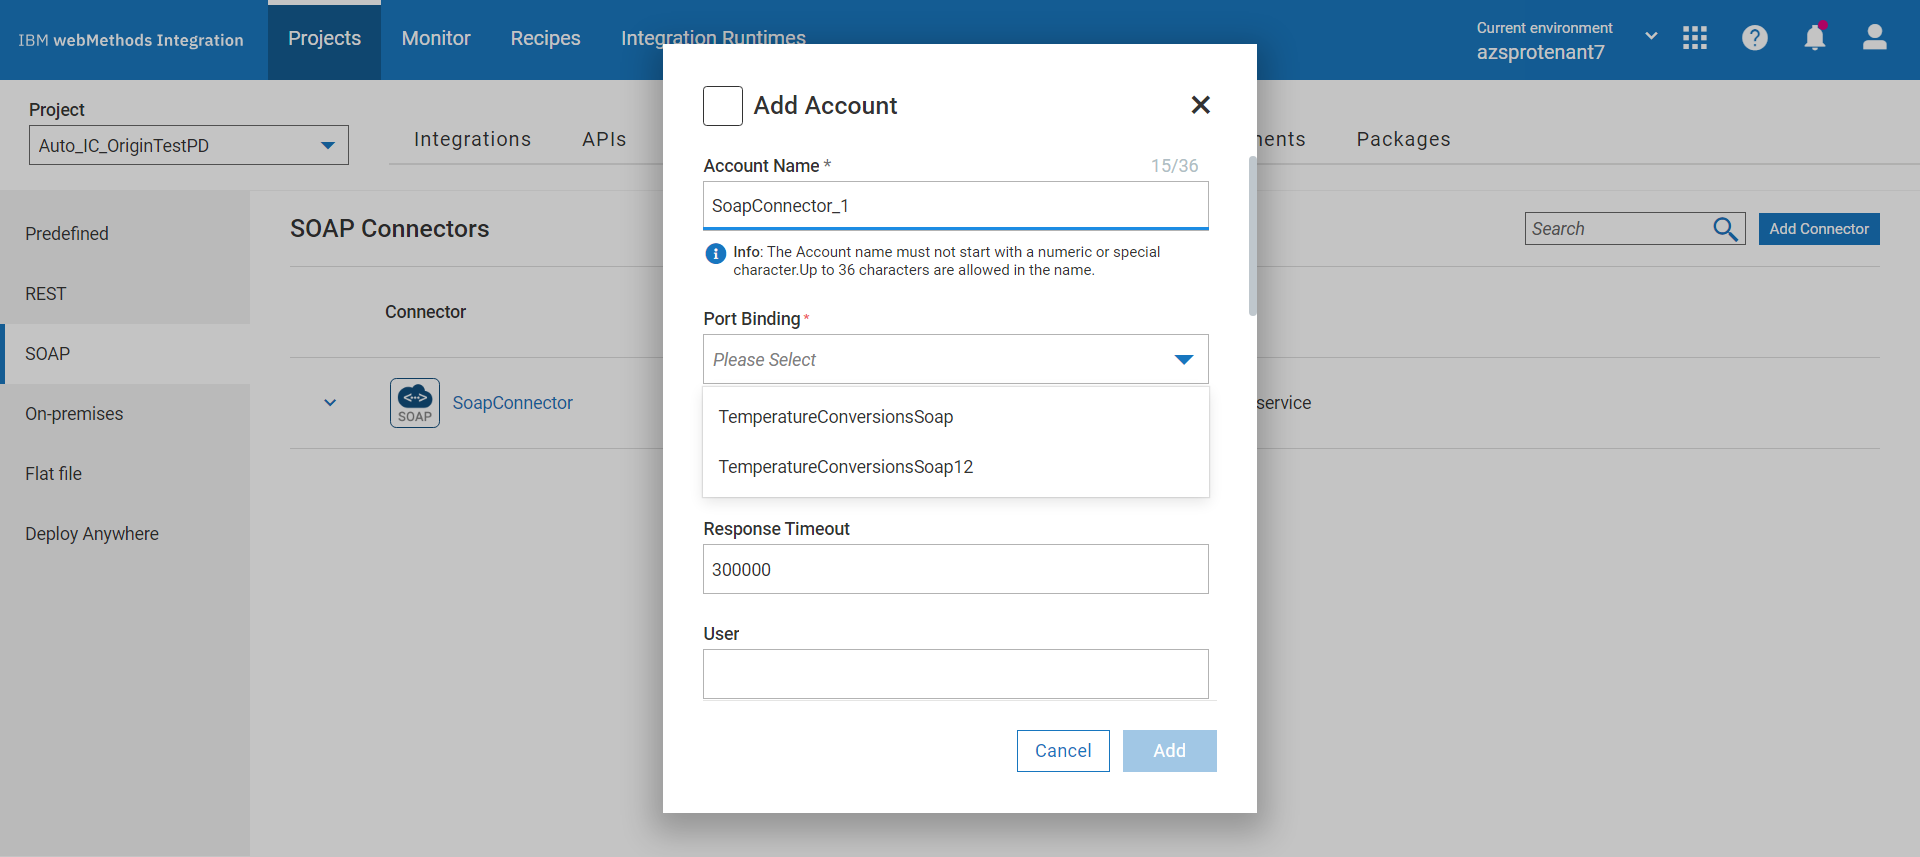 IBM webMethods Integration
Projects
Monitor
Recipes
Integration Runtimes
Current environment
azsprotenant7
Project
Auto_IC_OriginTestPD
Integrations
APIs
Packages
Predefined
REST
SOAP
On-premises
Flat file
Deploy Anywhere
SOAP Connectors
Search
Add Connector
Connector
SOAP
SoapConnector
service
Add Account
Account Name *
15/36
SoapConnector_1
Info: The Account name must not start with a numeric or special
character.Up to 36 characters are allowed in the name.
Port Binding *
Please Select
TemperatureConversionsSoap
TemperatureConversionsSoap12
Response Timeout
300000
User
Cancel
Add